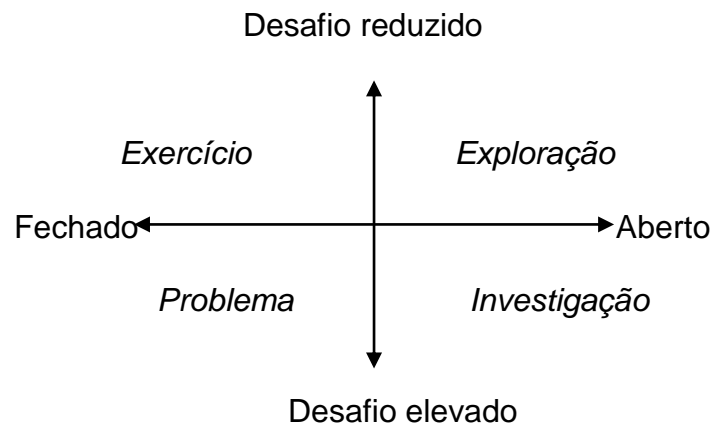 Desafio reduzido
Exercício Exploração
Fechado Aberto
Problema Investigação
Desafio elevado